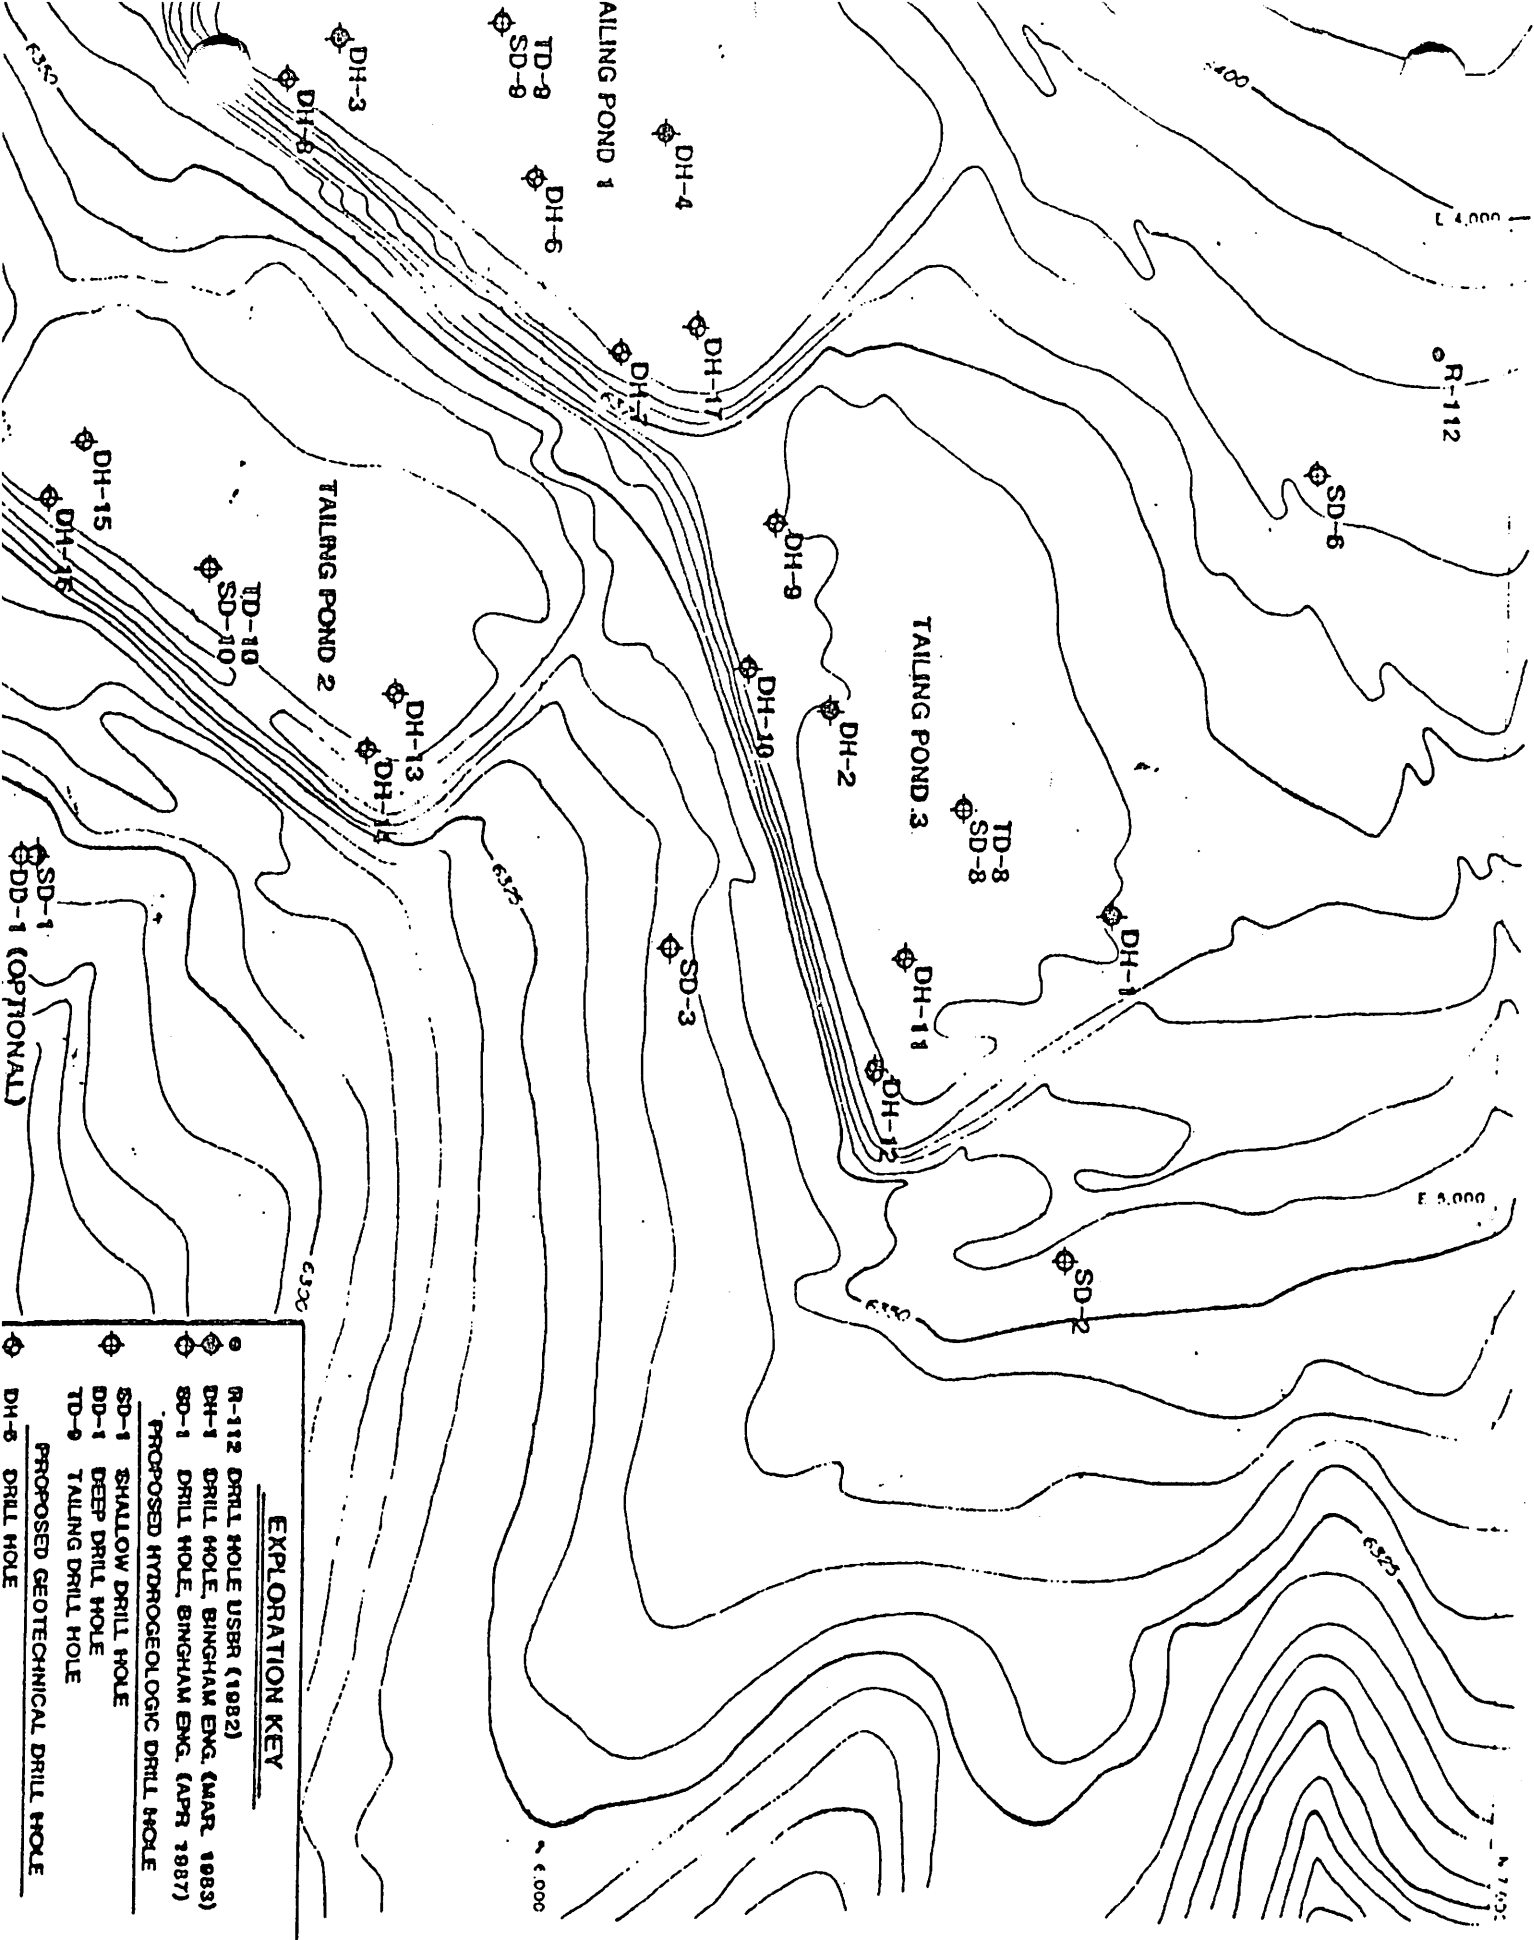 TAILING POND 1
TD-9
SD-9
DH-3
DH-8
DH-4
DH-6
DH-17
DH-7
6350
E 4,000
R-112
SD-6
DH-9
TAILING POND 3
DH-10
DH-2
TD-8
SD-8
DH-1
DH-11
DH-12
DH-15
DH-16
TAILING POND 2
TD-10
SD-10
DH-13
DH-14
6325
SD-3
SD-1
DD-1 (OPTIONAL)
E 5,000
SD-2
6350
6300
6325
EXPLORATION KEY
R-112 DRILL HOLE USBR (1982)
DH-1 DRILL HOLE, BINGHAM ENG. (MAR. 1983)
SD-1 DRILL HOLE, BINGHAM ENG. (APR 1987)
PROPOSED HYDROGEOLOGIC DRILL HOLE
SD-1 SHALLOW DRILL HOLE
DD-1 DEEP DRILL HOLE
TD-9 TAILING DRILL HOLE
PROPOSED GEOTECHNICAL DRILL HOLE
DH-6 DRILL HOLE